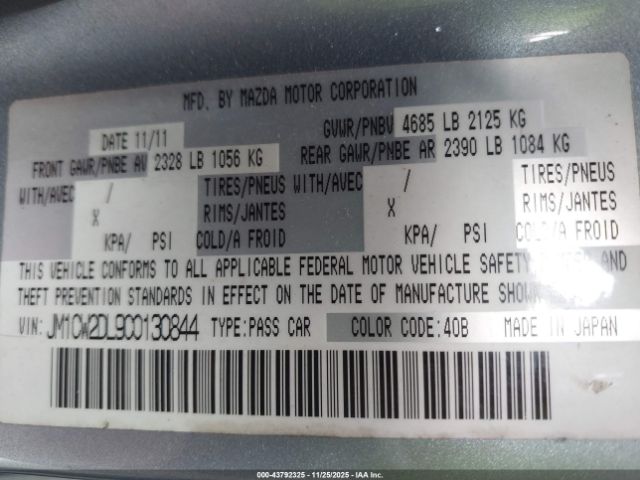 MFD. BY MAZDA MOTOR CORPORATION
DATE 11/11 GVWR/PNBV 4685 LB 2125 KG
FRONT GAWR/PNBE AV 2328 LB 1056 KG REAR GAWR/PNBE AR 2390 LB 1084 KG
WITH/AVEC / TIRES/PNEUS WITH/AVEC / TIRES/PNEUS
X RIMS/JANTES X RIMS/JANTES
KPA/ PSI COLD/A FROID KPA/ PSI COLD/A FROID
THIS VEHICLE CONFORMS TO ALL APPLICABLE FEDERAL MOTOR VEHICLE SAFETY AND
THEFT PREVENTION STANDARDS IN EFFECT ON THE DATE OF MANUFACTURE SHOWN
VIN: JM1CW2DL9C0130844 TYPE:PASS CAR COLOR CODE:40B MADE IN JAPAN
000-43792325 - 11/25/2025 - IAA Inc.